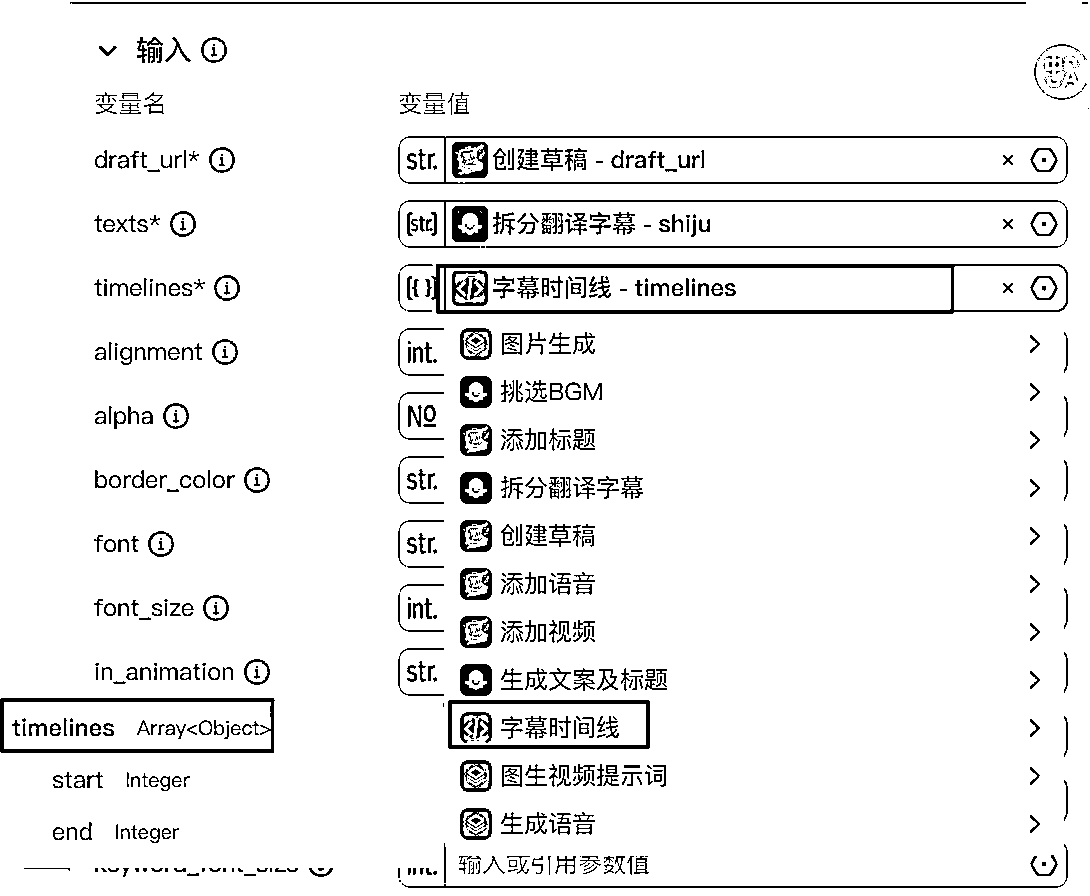 输入
变量名 变量值
draft_url* str. 创建草稿 - draft_url ×
texts* [str.] 拆分翻译字幕 - shiju ×
timelines* [{ }] 字幕时间线 - timelines ×
alignment int. 图片生成
挑选BGM
alpha №
添加标题
border_color str. 拆分翻译字幕
font str. 创建草稿
添加语音
font_size int.
添加视频
in_animation str. 生成文案及标题
timelines Array<Object> 字幕时间线
start Integer 图生视频提示词
end Integer 生成语音
keyword_font_size int. 输入或引用参数值